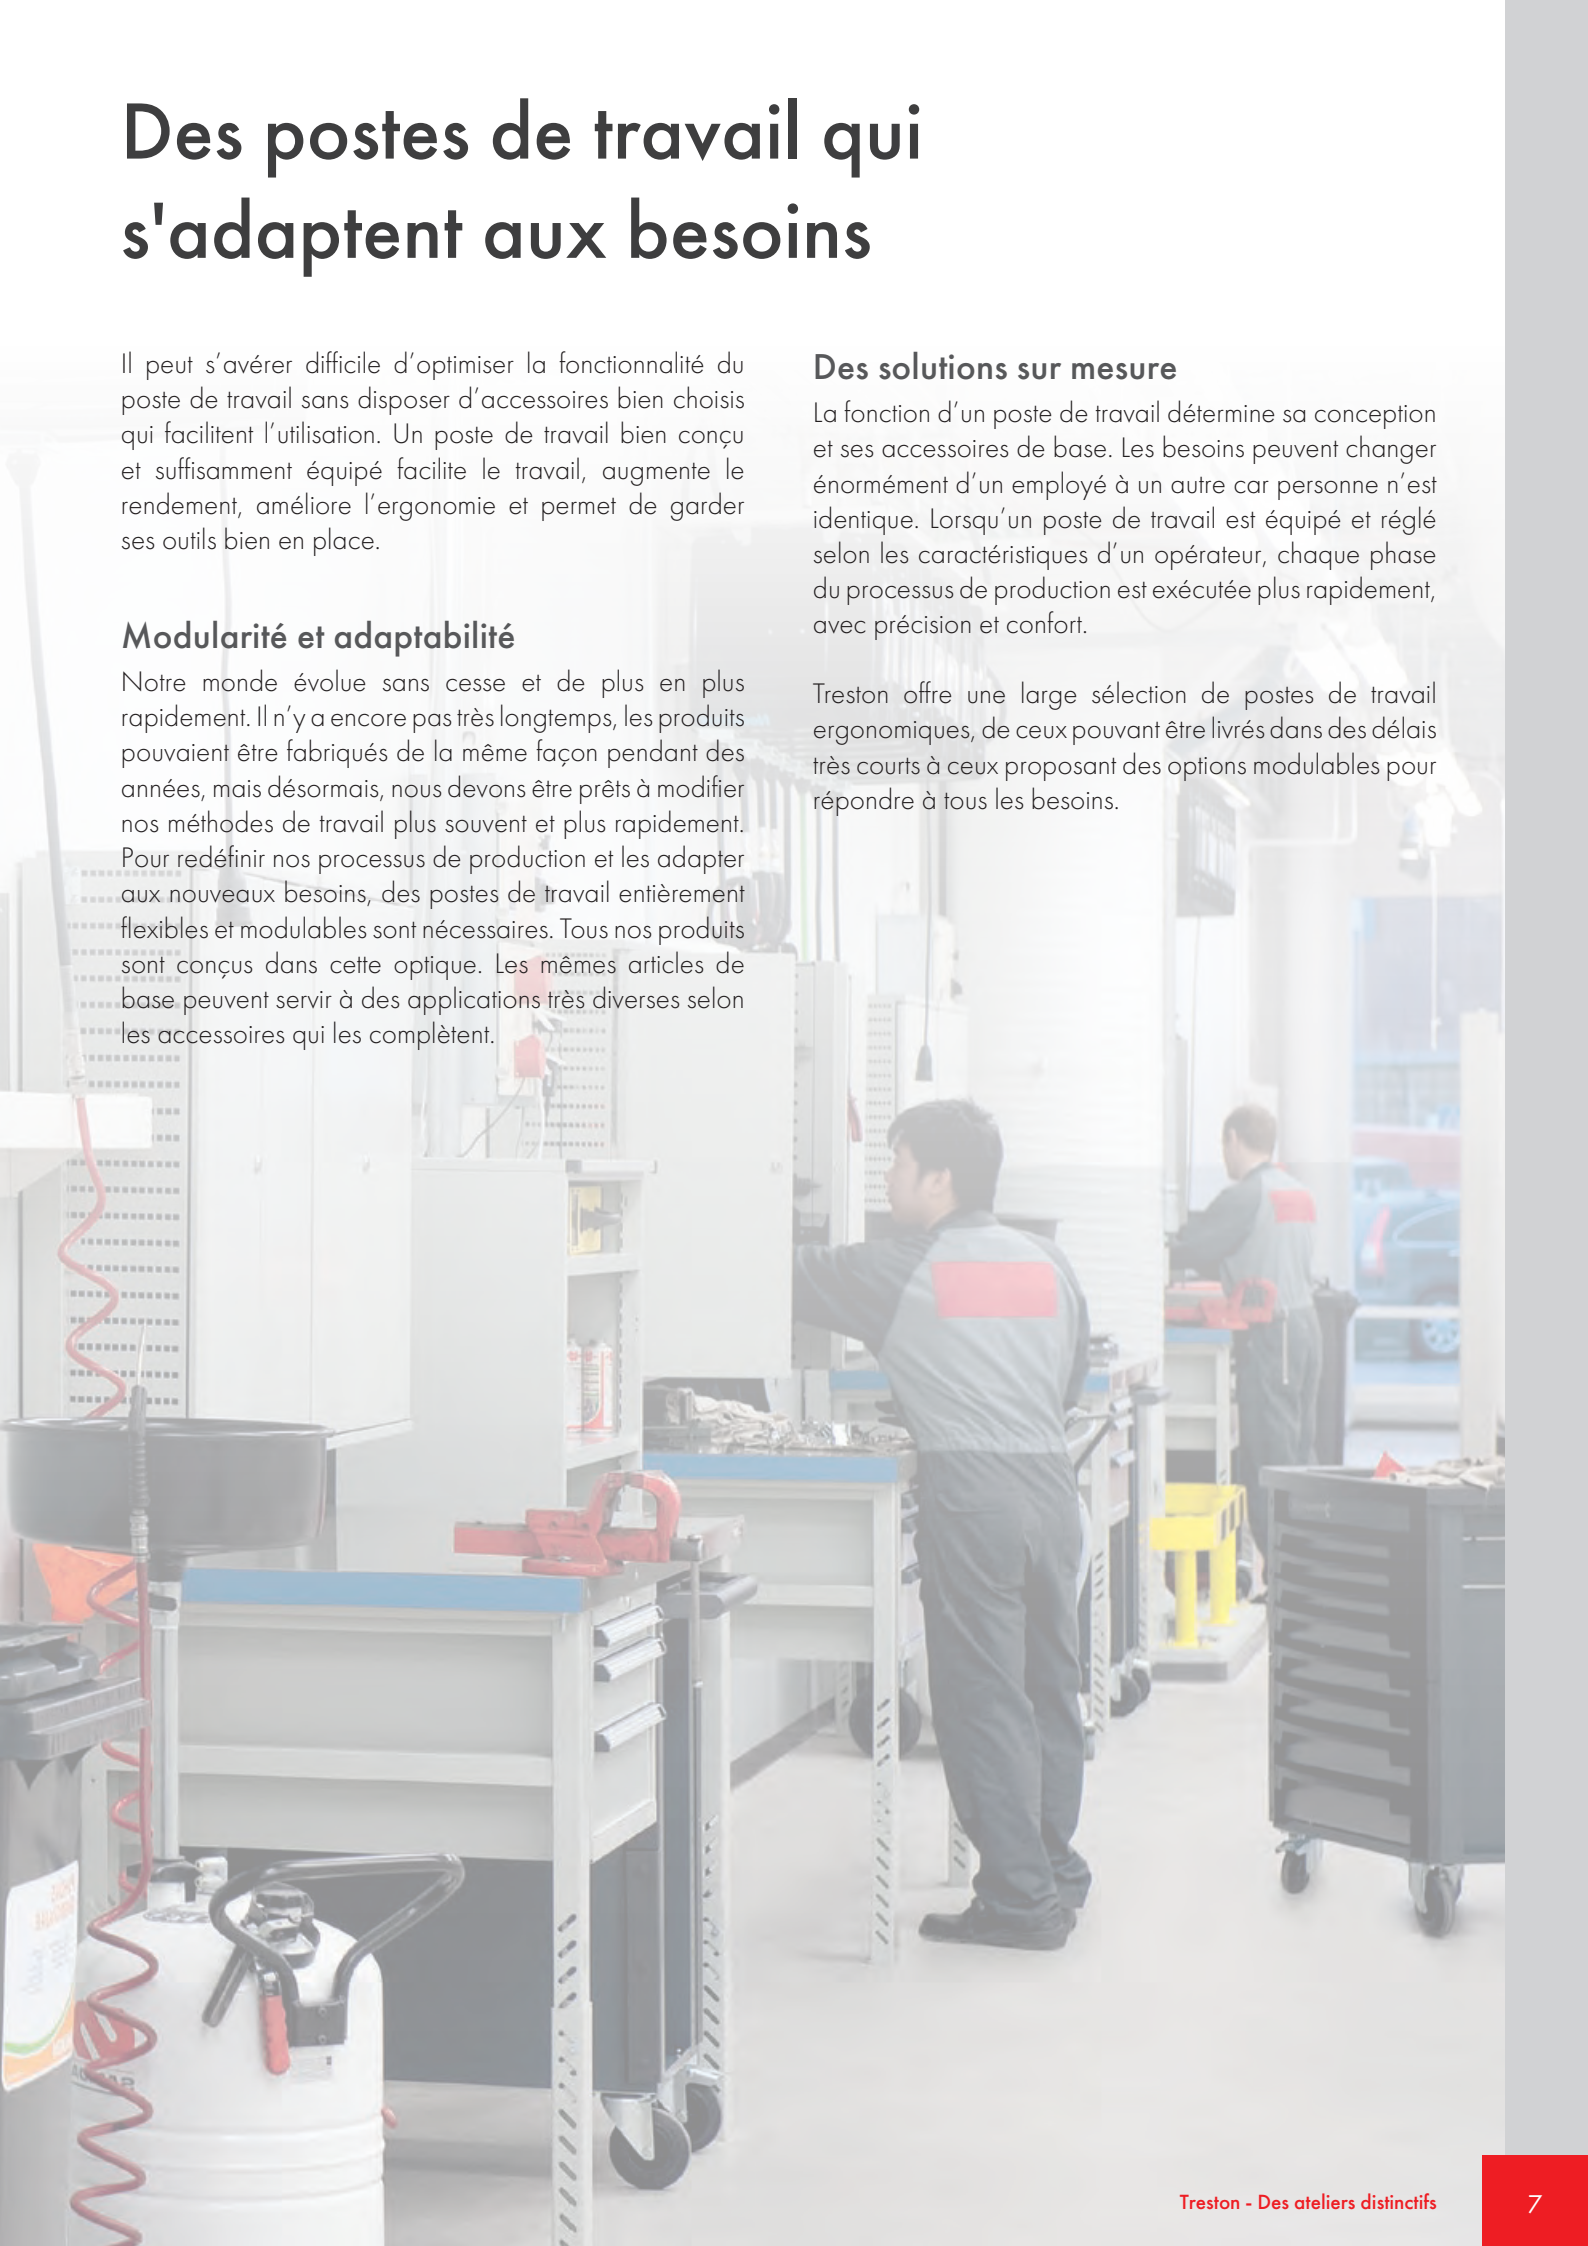 Des postes de travail qui
s'adaptent aux besoins
Il peut s’avérer difficile d’optimiser la fonctionnalité du
poste de travail sans disposer d’accessoires bien choisis
qui facilitent l’utilisation. Un poste de travail bien conçu
et suffisamment équipé facilite le travail, augmente le
rendement, améliore l’ergonomie et permet de garder
ses outils bien en place.
Modularité et adaptabilité
Notre monde évolue sans cesse et de plus en plus
rapidement. Il n’y a encore pas très longtemps, les produits
pouvaient être fabriqués de la même façon pendant des
années, mais désormais, nous devons être prêts à modifier
nos méthodes de travail plus souvent et plus rapidement.
Pour redéfinir nos processus de production et les adapter
aux nouveaux besoins, des postes de travail entièrement
flexibles et modulables sont nécessaires. Tous nos produits
sont conçus dans cette optique. Les mêmes articles de
base peuvent servir à des applications très diverses selon
les accessoires qui les complètent.
Des solutions sur mesure
La fonction d’un poste de travail détermine sa conception
et ses accessoires de base. Les besoins peuvent changer
énormément d’un employé à un autre car personne n’est
identique. Lorsqu’un poste de travail est équipé et réglé
selon les caractéristiques d’un opérateur, chaque phase
du processus de production est exécutée plus rapidement,
avec précision et confort.
Treston offre une large sélection de postes de travail
ergonomiques, de ceux pouvant être livrés dans des délais
très courts à ceux proposant des options modulables pour
répondre à tous les besoins.
Treston - Des ateliers distinctifs
7